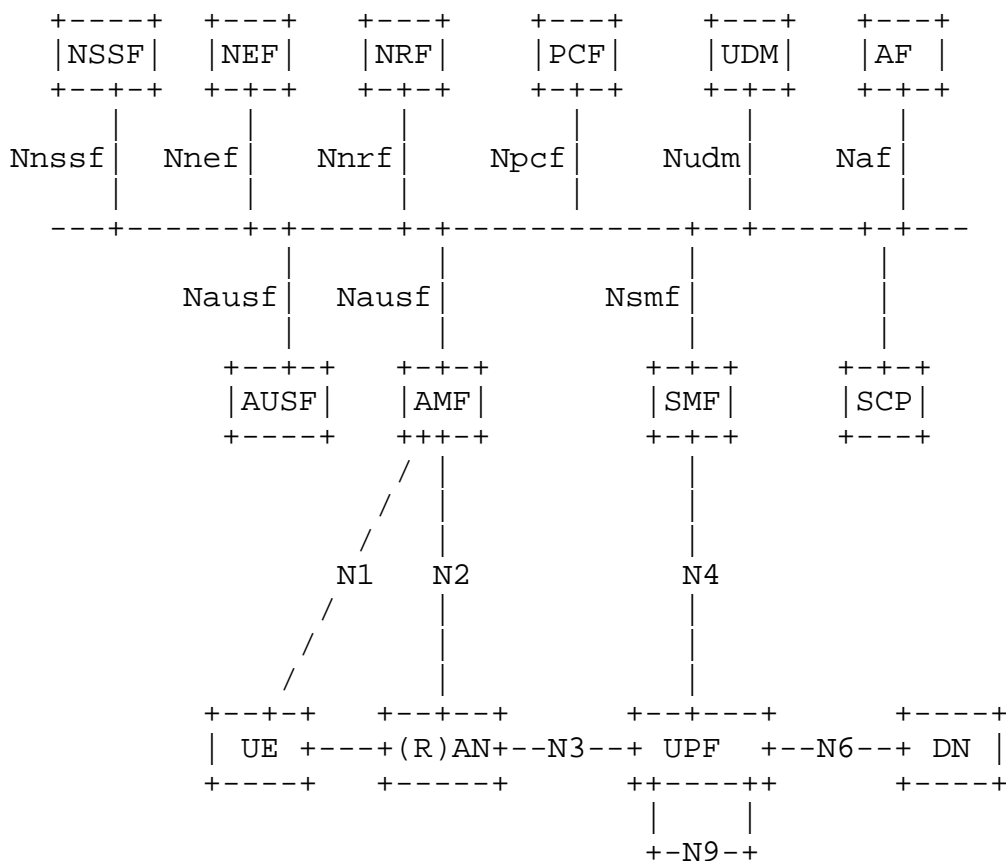 NSSF NEF NRF PCF UDM AF
Nnssf Nnef Nnrf Npcf Nudm Naf
Nausf Nausf Nsmf
AUSF AMF SMF SCP
N1 N2 N4
UE (R)AN N3 UPF N6 DN
N9